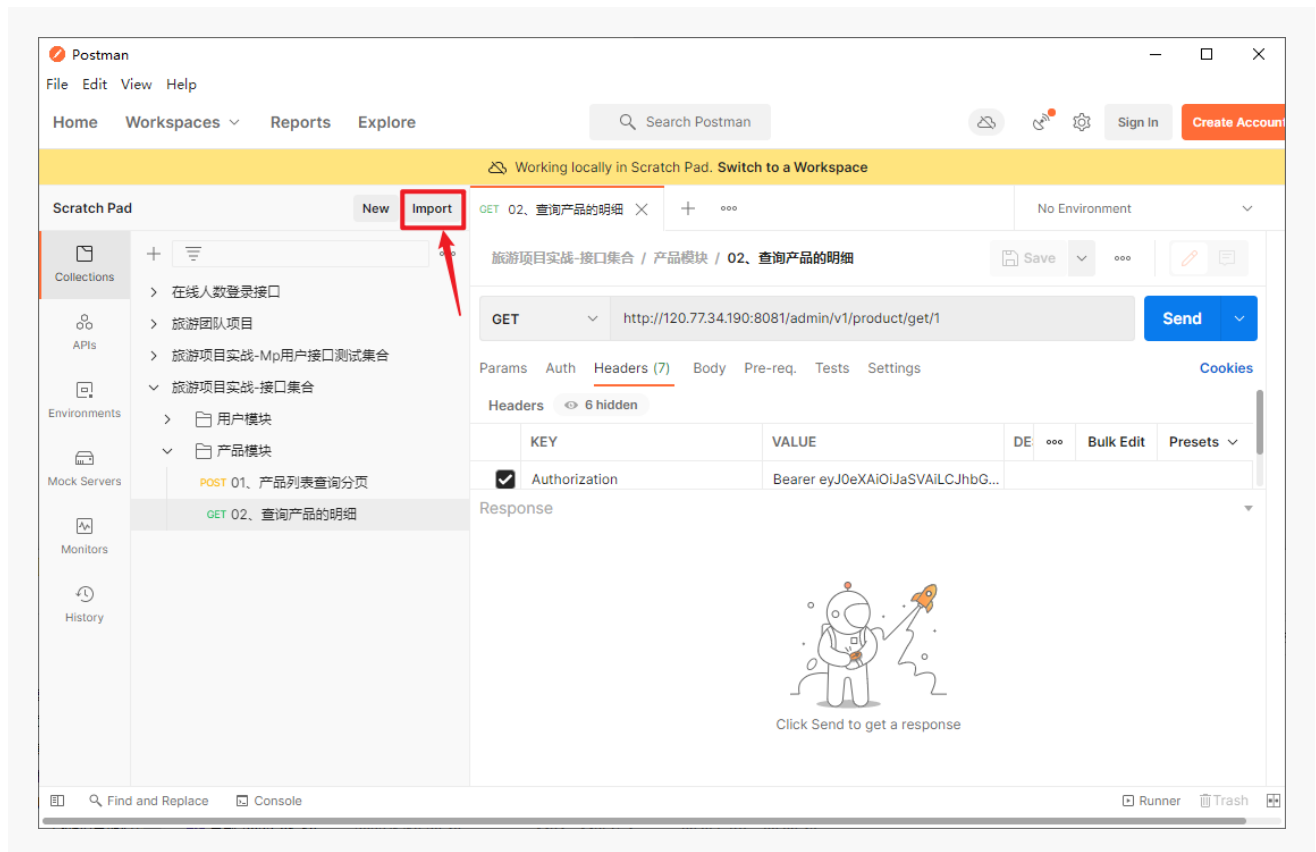 Postman
File Edit View Help
Home Workspaces Reports Explore Search Postman Sign In Create Account
Working locally in Scratch Pad. Switch to a Workspace
Scratch Pad New Import GET 02、查询产品的明细 No Environment
Collections
旅游项目实战-接口集合 / 产品模块 / 02、查询产品的明细 Save
在线人数登录接口
APIs
旅游团队项目
GET http://120.77.34.190:8081/admin/v1/product/get/1 Send
旅游项目实战-Mp用户接口测试集合
Params Auth Headers (7) Body Pre-req. Tests Settings Cookies
旅游项目实战-接口集合
Environments
Headers 6 hidden
用户模块
KEY VALUE DE Bulk Edit Presets
产品模块
Mock Servers
POST 01、产品列表查询分页
Authorization Bearer eyJ0eXAiOiJaSVAiLCJhbG...
GET 02、查询产品的明细
Response
Monitors
History
Click Send to get a response
Find and Replace Console Runner Trash